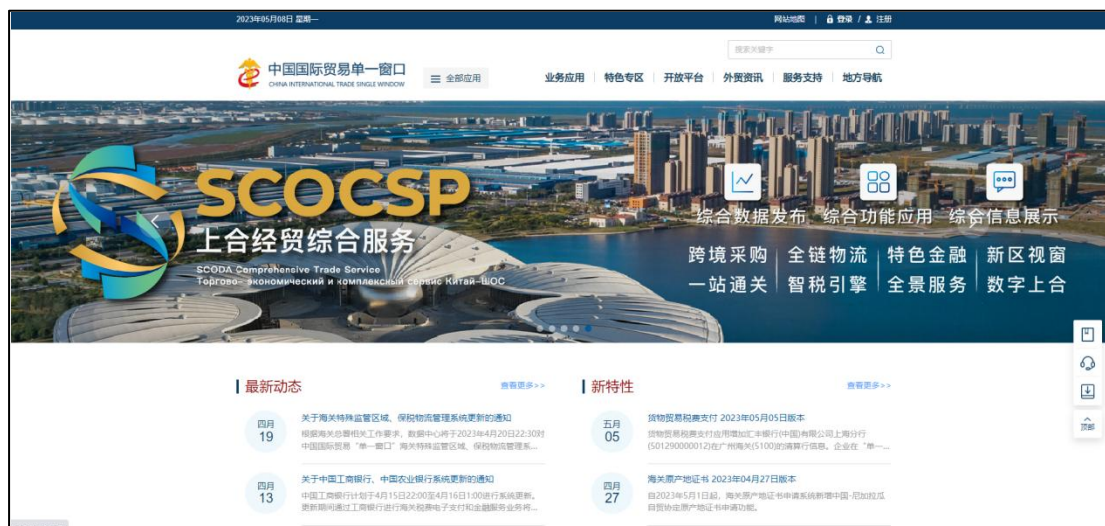 2023年05月08日 星期一
网站地图 | 登录 / 注册
搜索关键字
中国国际贸易单一窗口
CHINA INTERNATIONAL TRADE SINGLE WINDOW
全部应用
业务应用 特色专区 开放平台 外贸资讯 服务支持 地方导航
SCOCSP
上合经贸综合服务
SCODA Comprehensive Trade Service
Торгово- экономический и комплексный сервис Китай-ШОС
综合数据发布 综合功能应用 综合信息展示
跨境采购 全链物流 特色金融 新区视窗
一站通关 智税引擎 全景服务 数字上合
顶部
最新动态
查看更多>>
四月
19
关于海关特殊监管区域、保税物流管理系统更新的通知
根据海关总署相关工作要求，数据中心将于2023年4月20日22:30对
中国国际贸易“单一窗口”海关特殊监管区域、保税物流管理系...
四月
13
关于中国工商银行、中国农业银行系统更新的通知
中国工商银行计划于4月15日22:00至4月16日1:00进行系统更新。
更新期间通过工商银行进行海关税费电子支付和金融服务业务将...
新特性
查看更多>>
五月
05
货物贸易税费支付 2023年05月05日版本
货物贸易税费支付应用增加汇丰银行(中国)有限公司上海分行
(501290000012)在广州海关(5100)的清算行信息。企业在“单一...
四月
27
海关原产地证书 2023年04月27日版本
自2023年5月1日起，海关原产地证书申请系统新增中国-尼加拉瓜
自贸协定原产地证书申请功能。